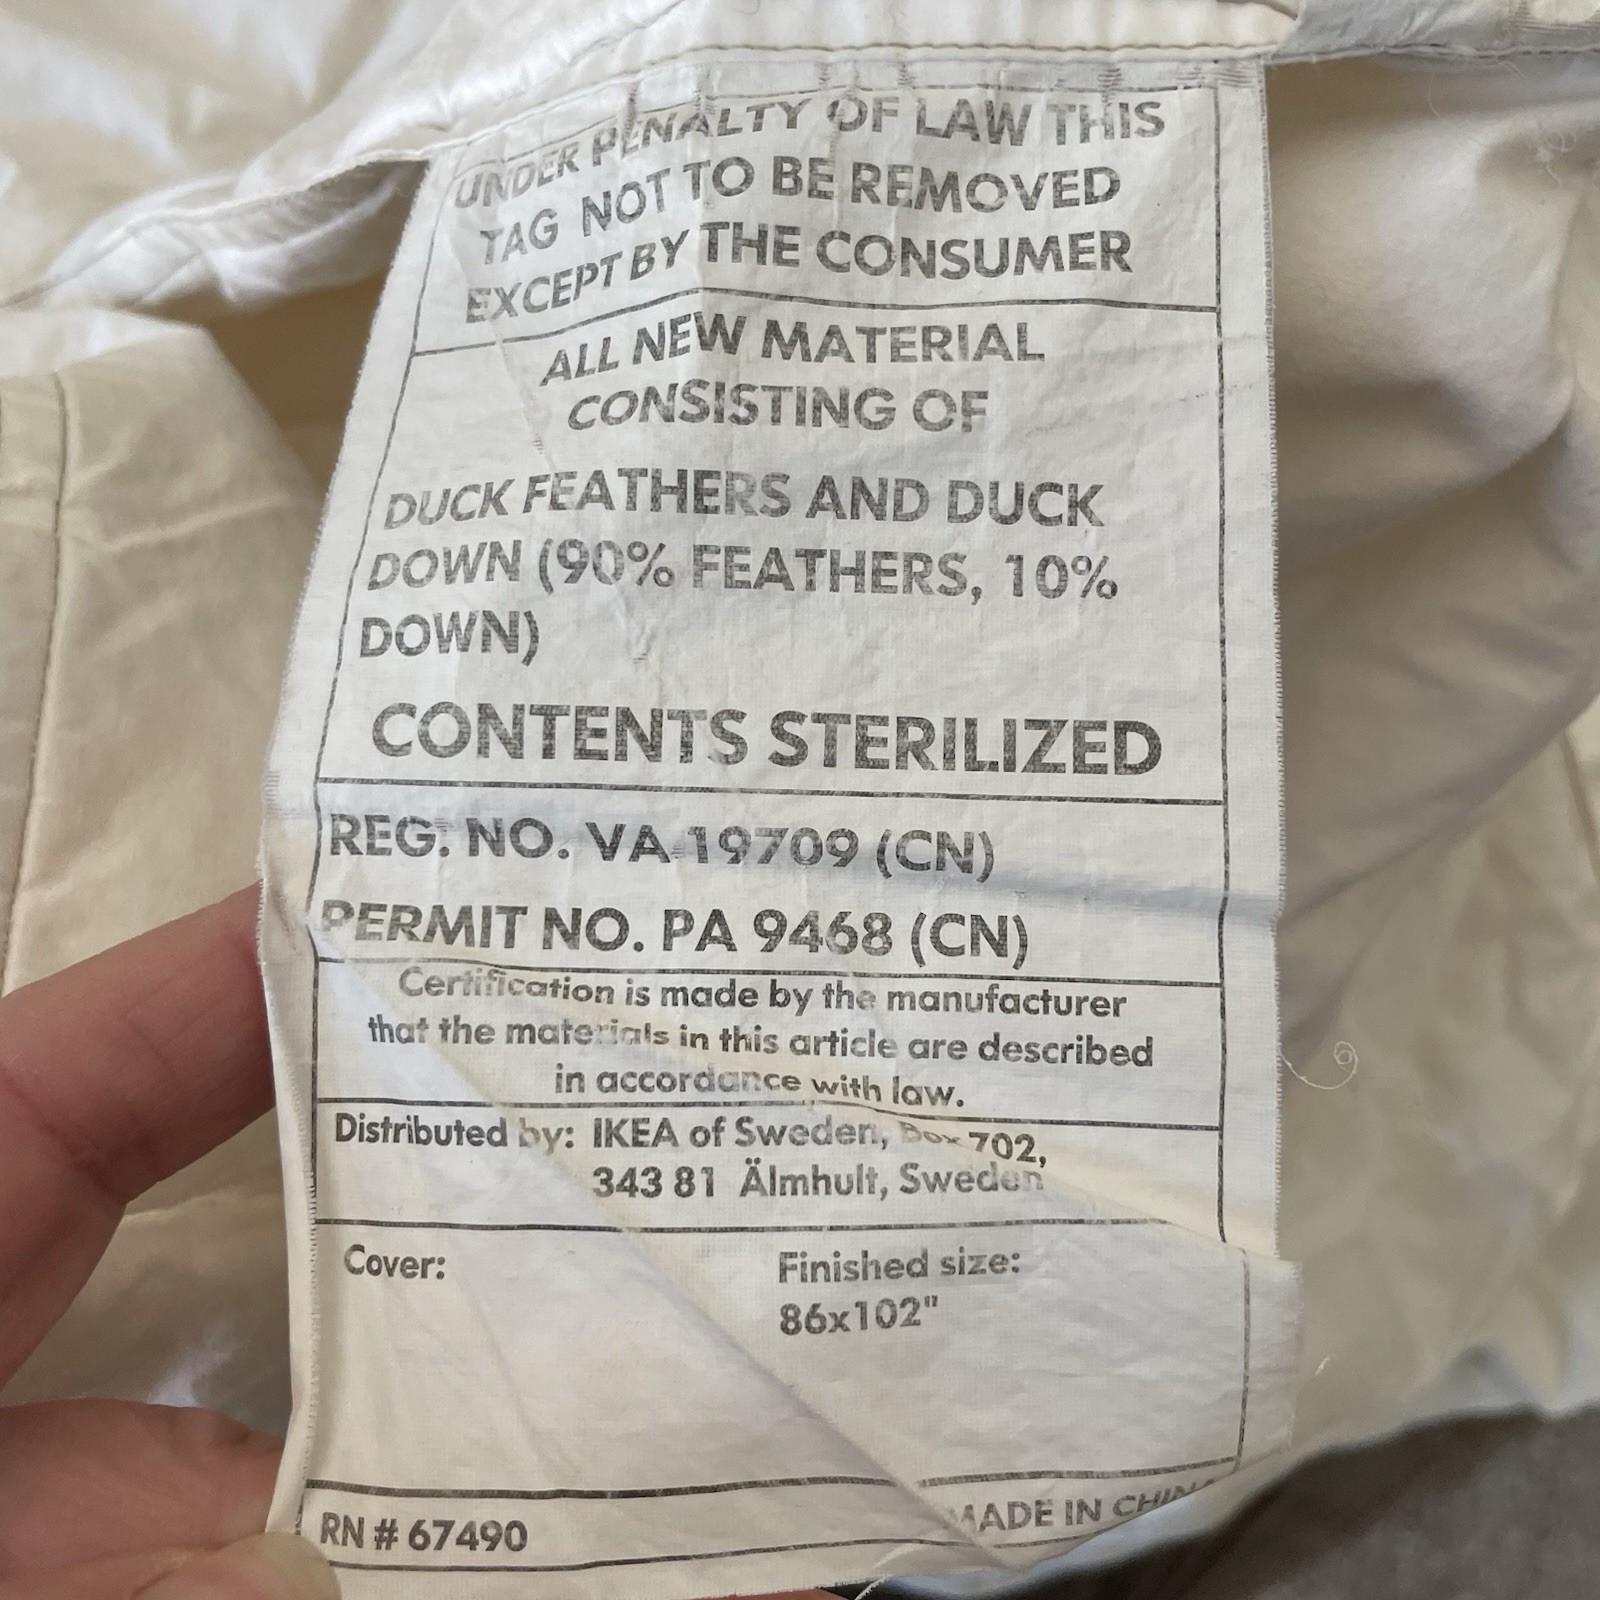 UNDER PENALTY OF LAW THIS
TAG NOT TO BE REMOVED
EXCEPT BY THE CONSUMER
ALL NEW MATERIAL
CONSISTING OF
DUCK FEATHERS AND DUCK
DOWN (90% FEATHERS, 10%
DOWN)
CONTENTS STERILIZED
REG. NO. VA 19709 (CN)
PERMIT NO. PA 9468 (CN)
Certification is made by the manufacturer
that the materials in this article are described
in accordance with law.
Distributed by: IKEA of Sweden, Box 702,
343 81 Älmhult, Sweden
Cover: Finished size:
86x102"
RN # 67490 MADE IN CHINA